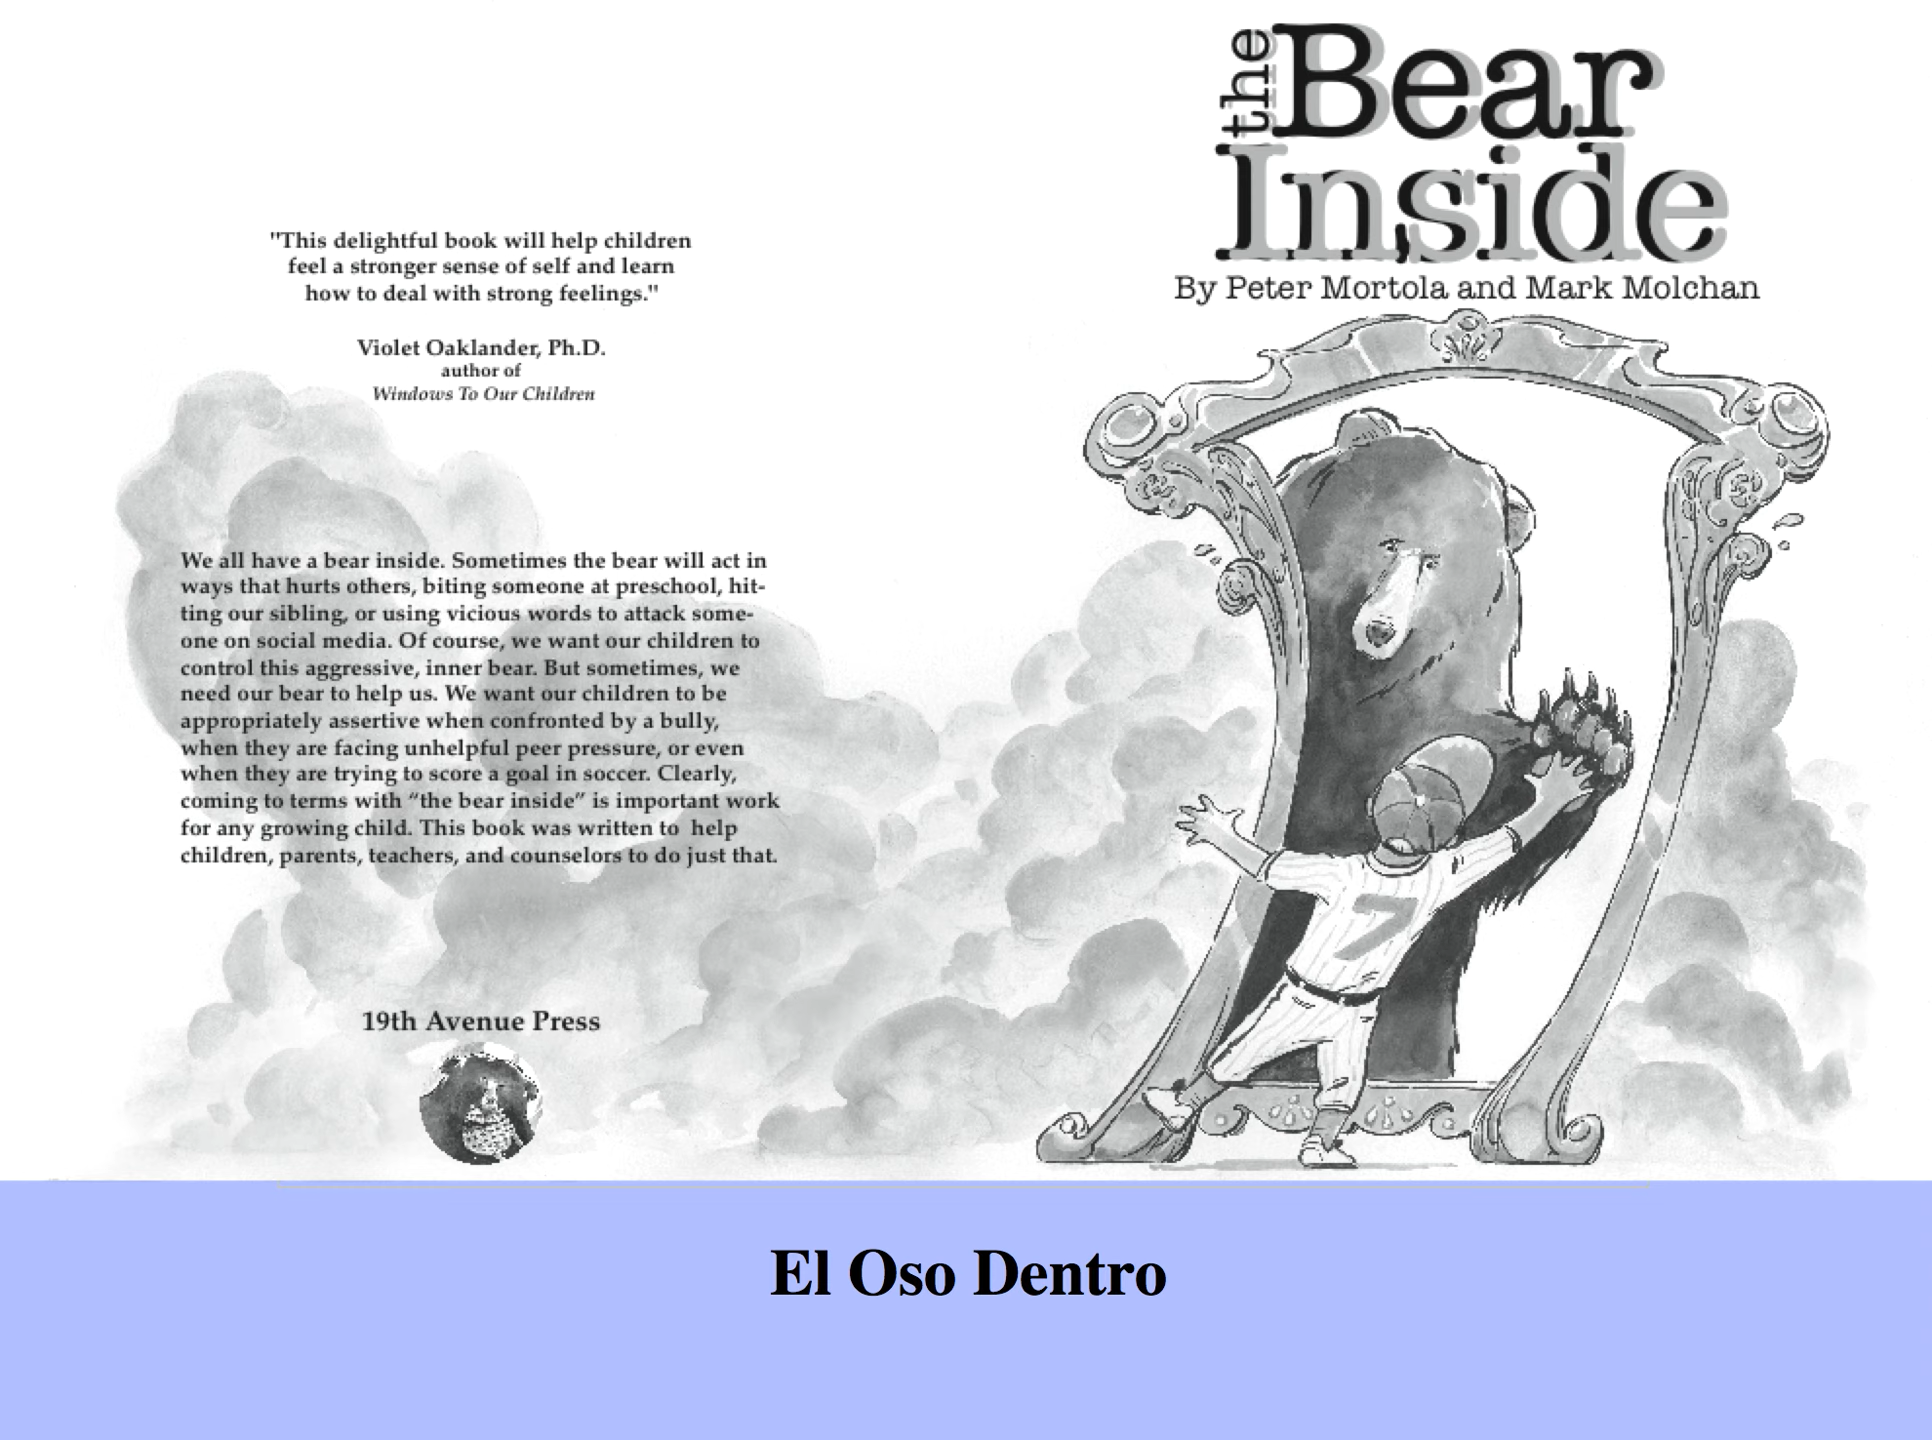 "This delightful book will help children
feel a stronger sense of self and learn
how to deal with strong feelings."
Violet Oaklander, Ph.D.
author of
Windows To Our Children
We all have a bear inside. Sometimes the bear will act in
ways that hurts others, biting someone at preschool, hit-
ting our sibling, or using vicious words to attack some-
one on social media. Of course, we want our children to
control this aggressive, inner bear. But sometimes, we
need our bear to help us. We want our children to be
appropriately assertive when confronted by a bully,
when they are facing unhelpful peer pressure, or even
when they are trying to score a goal in soccer. Clearly,
coming to terms with “the bear inside” is important work
for any growing child. This book was written to  help
children, parents, teachers, and counselors to do just that.
19th Avenue Press
the Bear
Inside
By Peter Mortola and Mark Molchan
7
El Oso Dentro